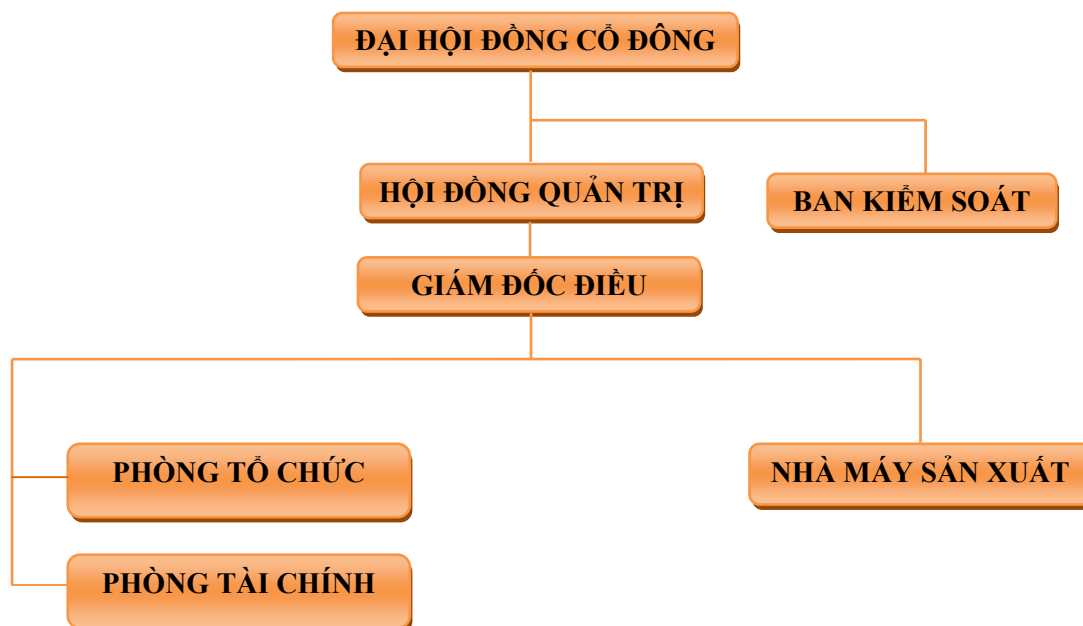 ĐẠI HỘI ĐỒNG CỔ ĐÔNG
HỘI ĐỒNG QUẢN TRỊ
BAN KIỂM SOÁT
GIÁM ĐỐC ĐIỀU
PHÒNG TỔ CHỨC
NHÀ MÁY SẢN XUẤT
PHÒNG TÀI CHÍNH